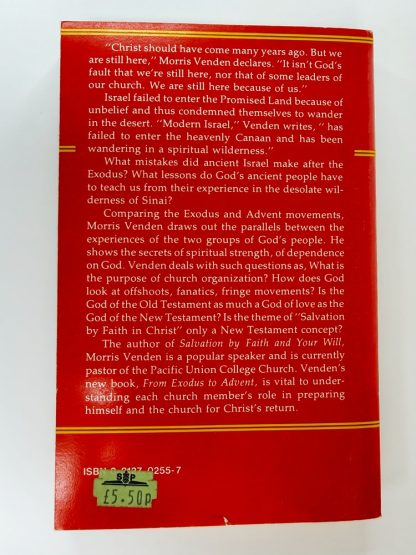 "Christ should have come many years ago. But we
are still here," Morris Venden declares. "It isn't God's
fault that we're still here, nor that of some leaders of
our church. We are still here because of us."
Israel failed to enter the Promised Land because of
unbelief and thus condemned themselves to wander
in the desert. "Modern Israel," Venden writes, "has
failed to enter the heavenly Canaan and has been
wandering in a spiritual wilderness."
What mistakes did ancient Israel make after the
Exodus? What lessons do God's ancient people have
to teach us from their experience in the desolate wil-
derness of Sinai?
Comparing the Exodus and Advent movements,
Morris Venden draws out the parallels between the
experiences of the two groups of God's people. He
shows the secrets of spiritual strength, of dependence
on God. Venden deals with such questions as, What is
the purpose of church organization? How does God
look at offshoots, fanatics, fringe movements? Is the
God of the Old Testament as much a God of love as the
God of the New Testament? Is the theme of "Salvation
by Faith in Christ" only a New Testament concept?
The author of Salvation by Faith and Your Will,
Morris Venden is a popular speaker and is currently
pastor of the Pacific Union College Church. Venden's
new book, From Exodus to Advent, is vital to under-
standing each church member's role in preparing
himself and the church for Christ's return.
ISBN 0255-7
£5.50p